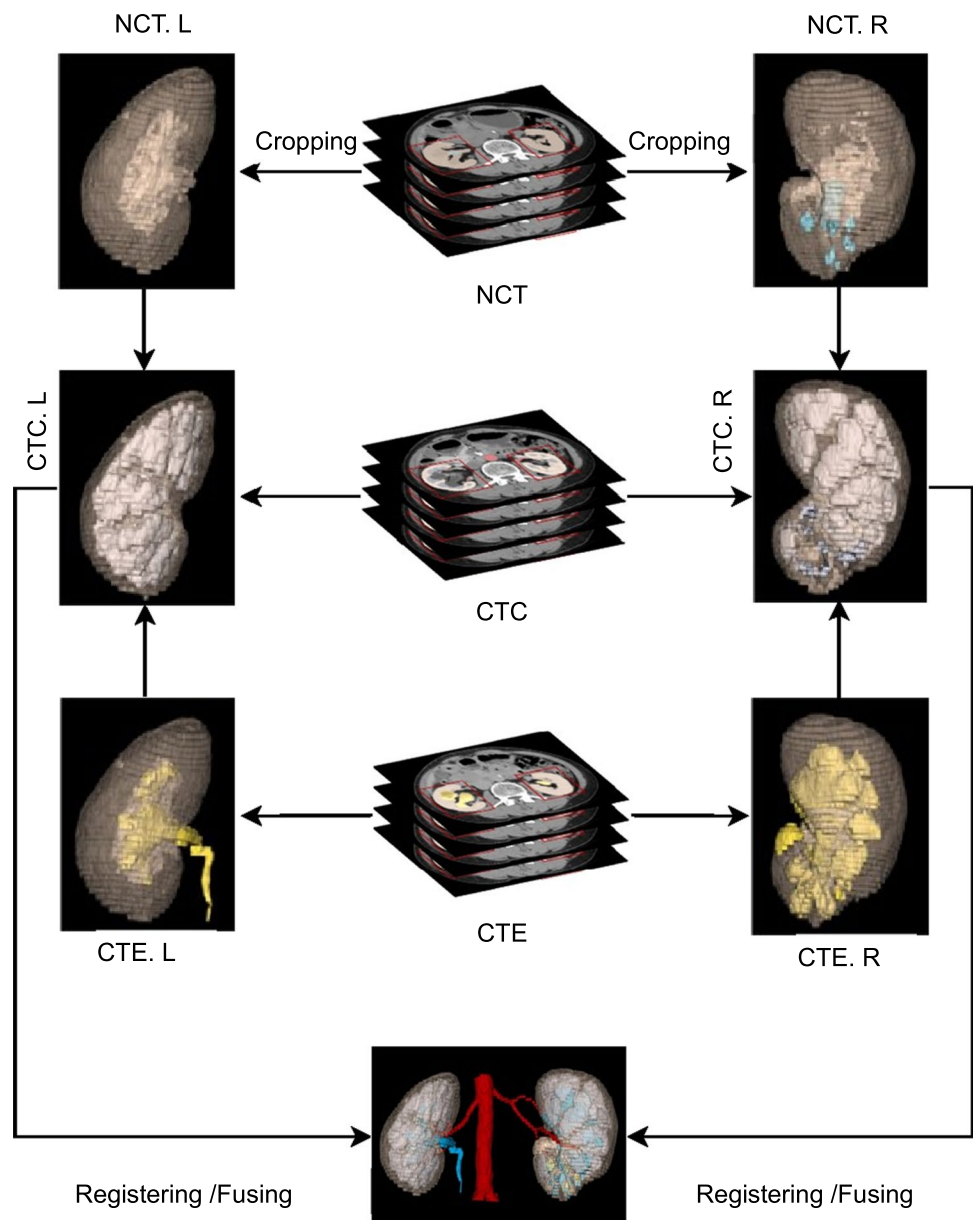 NCT. L
NCT. R
Cropping
Cropping
NCT
CTC. L
CTC. R
CTC
CTE. L
CTE
CTE. R
Registering /Fusing
Registering /Fusing